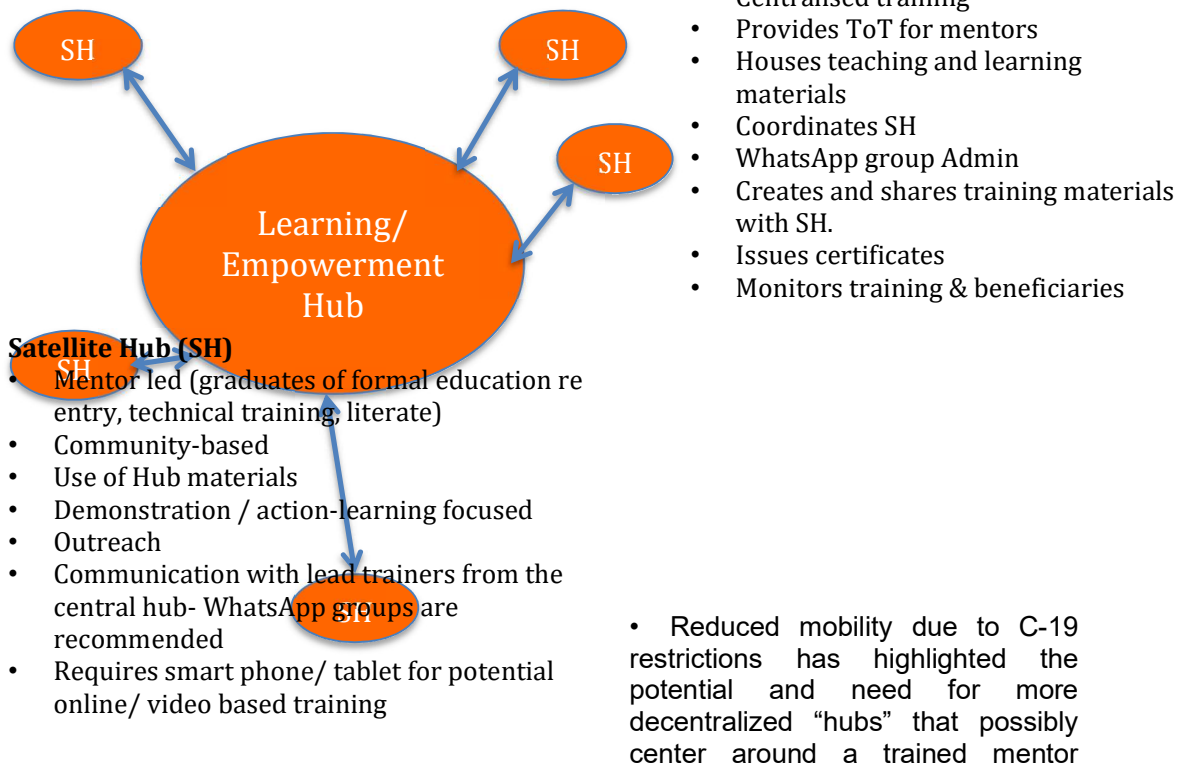 SH
SH
SH
Learning/
Empowerment
Hub
Centralised training
• Provides ToT for mentors
• Houses teaching and learning
materials
• Coordinates SH
• WhatsApp group Admin
• Creates and shares training materials
with SH.
• Issues certificates
• Monitors training & beneficiaries
Satellite Hub (SH)
SH
• Mentor led (graduates of formal education re
entry, technical training, literate)
• Community-based
• Use of Hub materials
• Demonstration / action-learning focused
• Outreach
• Communication with lead trainers from the
central hub- WhatsApp groups are
recommended
SH
• Requires smart phone/ tablet for potential
online/ video based training
• Reduced mobility due to C-19
restrictions has highlighted the
potential and need for more
decentralized “hubs” that possibly
center around a trained mentor